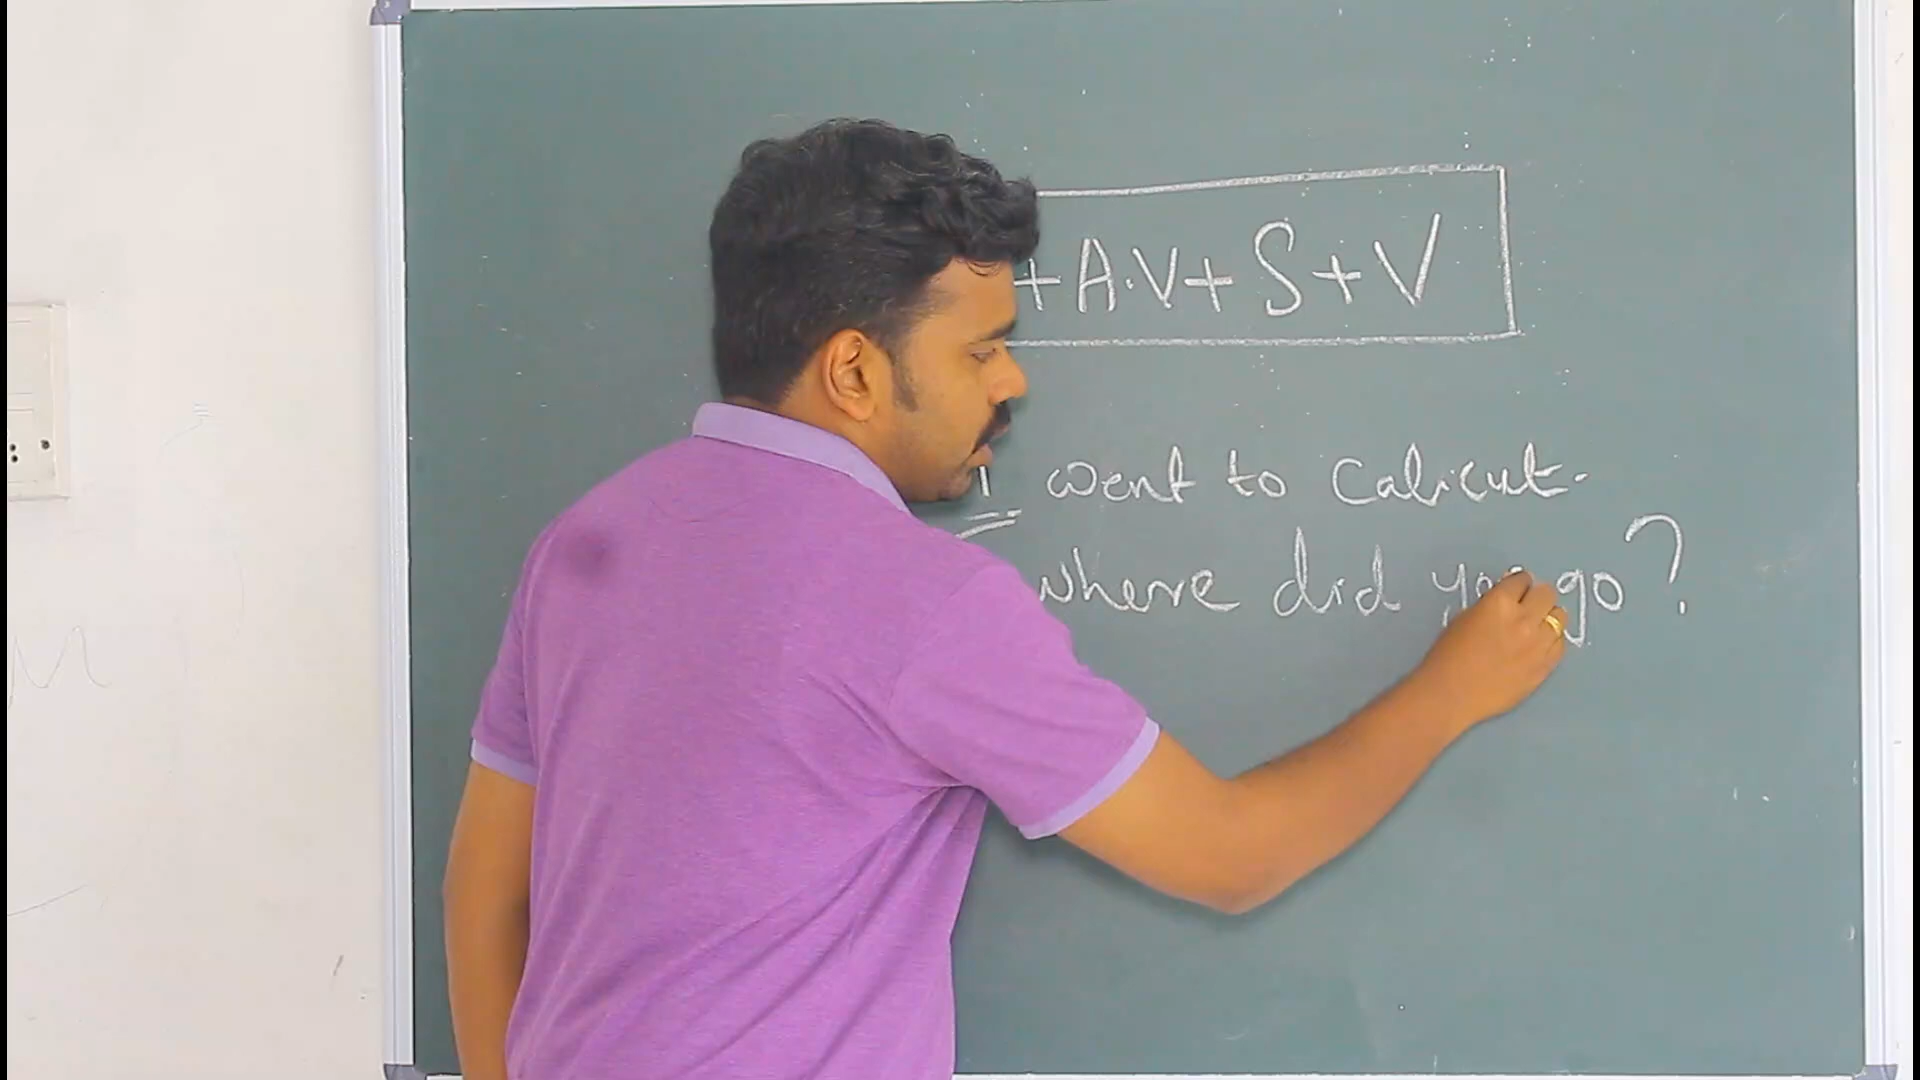 + A.V + S + V
I went to Calicut.
where did you go?